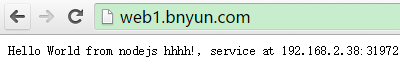 web1.bnyun.com
Hello World from nodejs hhhh!, service at 192.168.2.38:31972